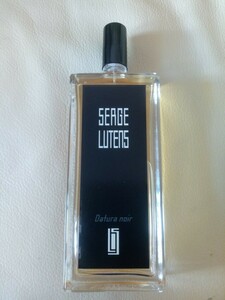 SERGE
LUTENS
Datura noir